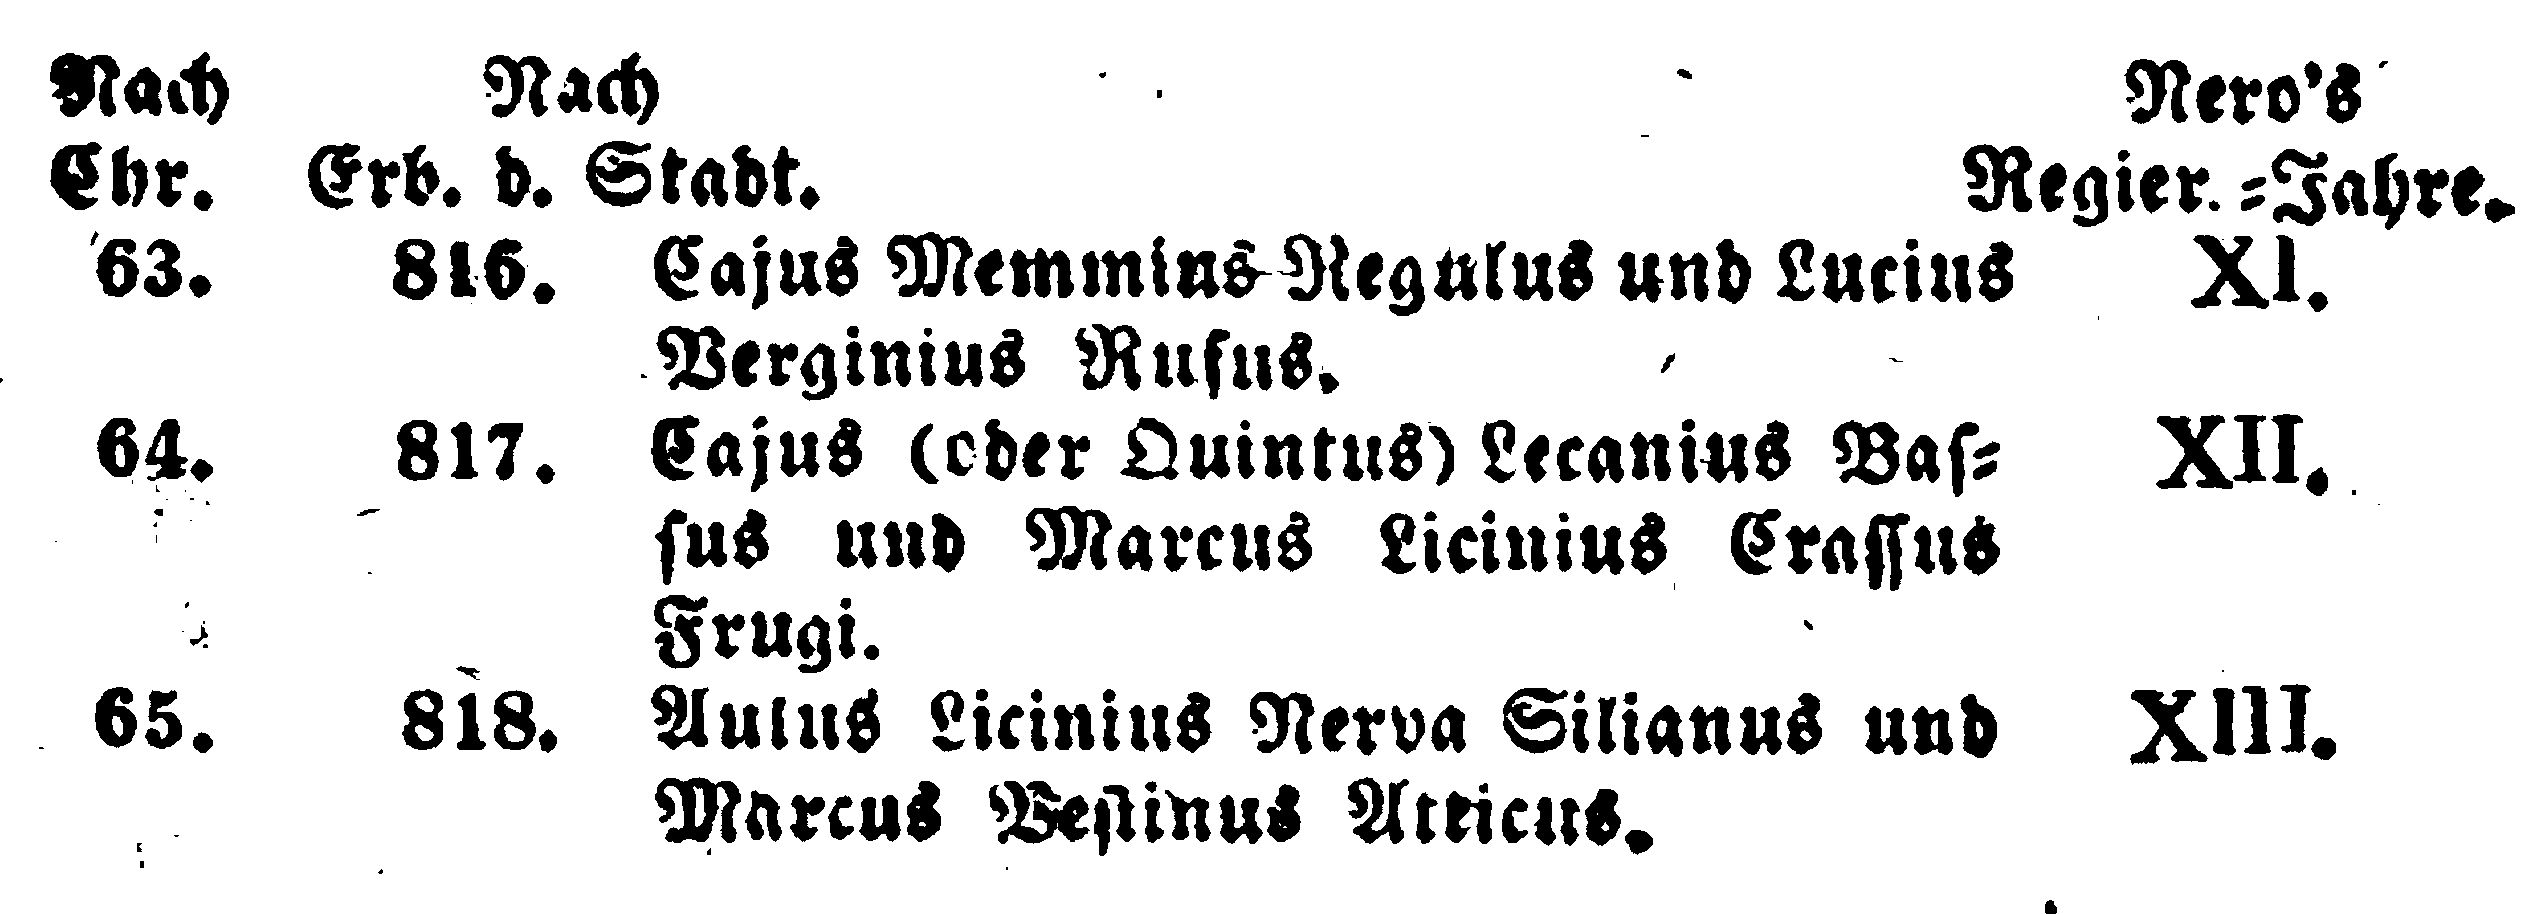 Nach Nach Nero's
Chr. Erb. d. Stadt. Regier.⸗Jahre.
63. 816. Cajus Memmius Regulus und Lucius XI.
Verginius Rufus.
64. 817. Cajus (oder Quintus) Lecanius Baſ⸗ XII.
ſus und Marcus Licinius Craſſus
Frugi.
65. 818. Aulus Licinius Nerva Silianus und XIII.
Marcus Veſtinus Atticus.